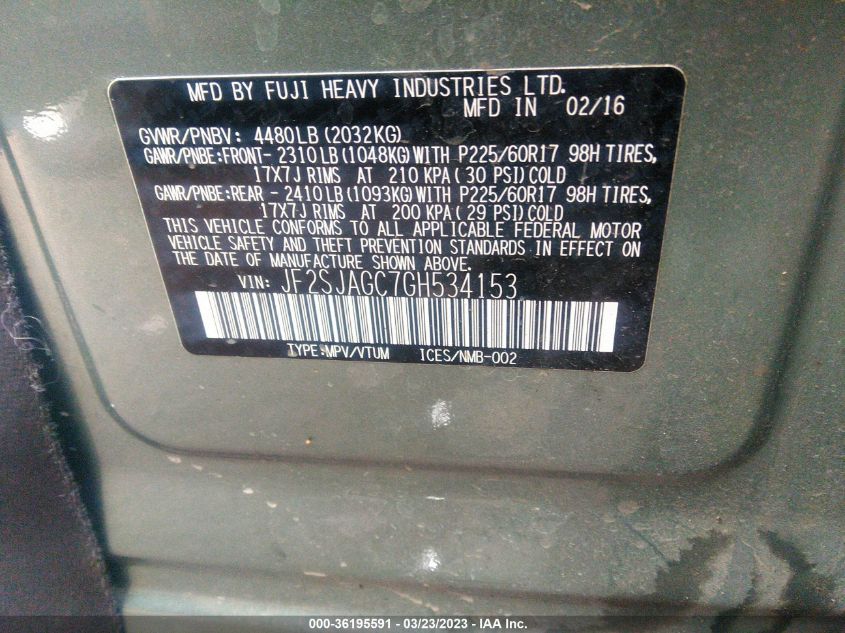 MFD BY FUJI HEAVY INDUSTRIES LTD.
MFD IN 02/16
GVWR/PNBV: 4480LB(2032KG)
GAWR/PNBE:FRONT- 2310LB(1048KG)WITH P225/60R17 98H TIRES,
17X7J RIMS AT 210 KPA( 30 PSI)COLD
GAWR/PNBE:REAR - 2410LB(1093KG)WITH P225/60R17 98H TIRES,
17X7J RIMS AT 200 KPA( 29 PSI)COLD
THIS VEHICLE CONFORMS TO ALL APPLICABLE FEDERAL MOTOR
VEHICLE SAFETY AND THEFT PREVENTION STANDARDS IN EFFECT ON
THE DATE OF MANUFACTURE SHOWN ABOVE.
VIN: JF2SJAGC7GH534153
TYPE:MPV/VTUM ICES/NMB-002
000-36195591 - 03/23/2023 - IAA Inc.